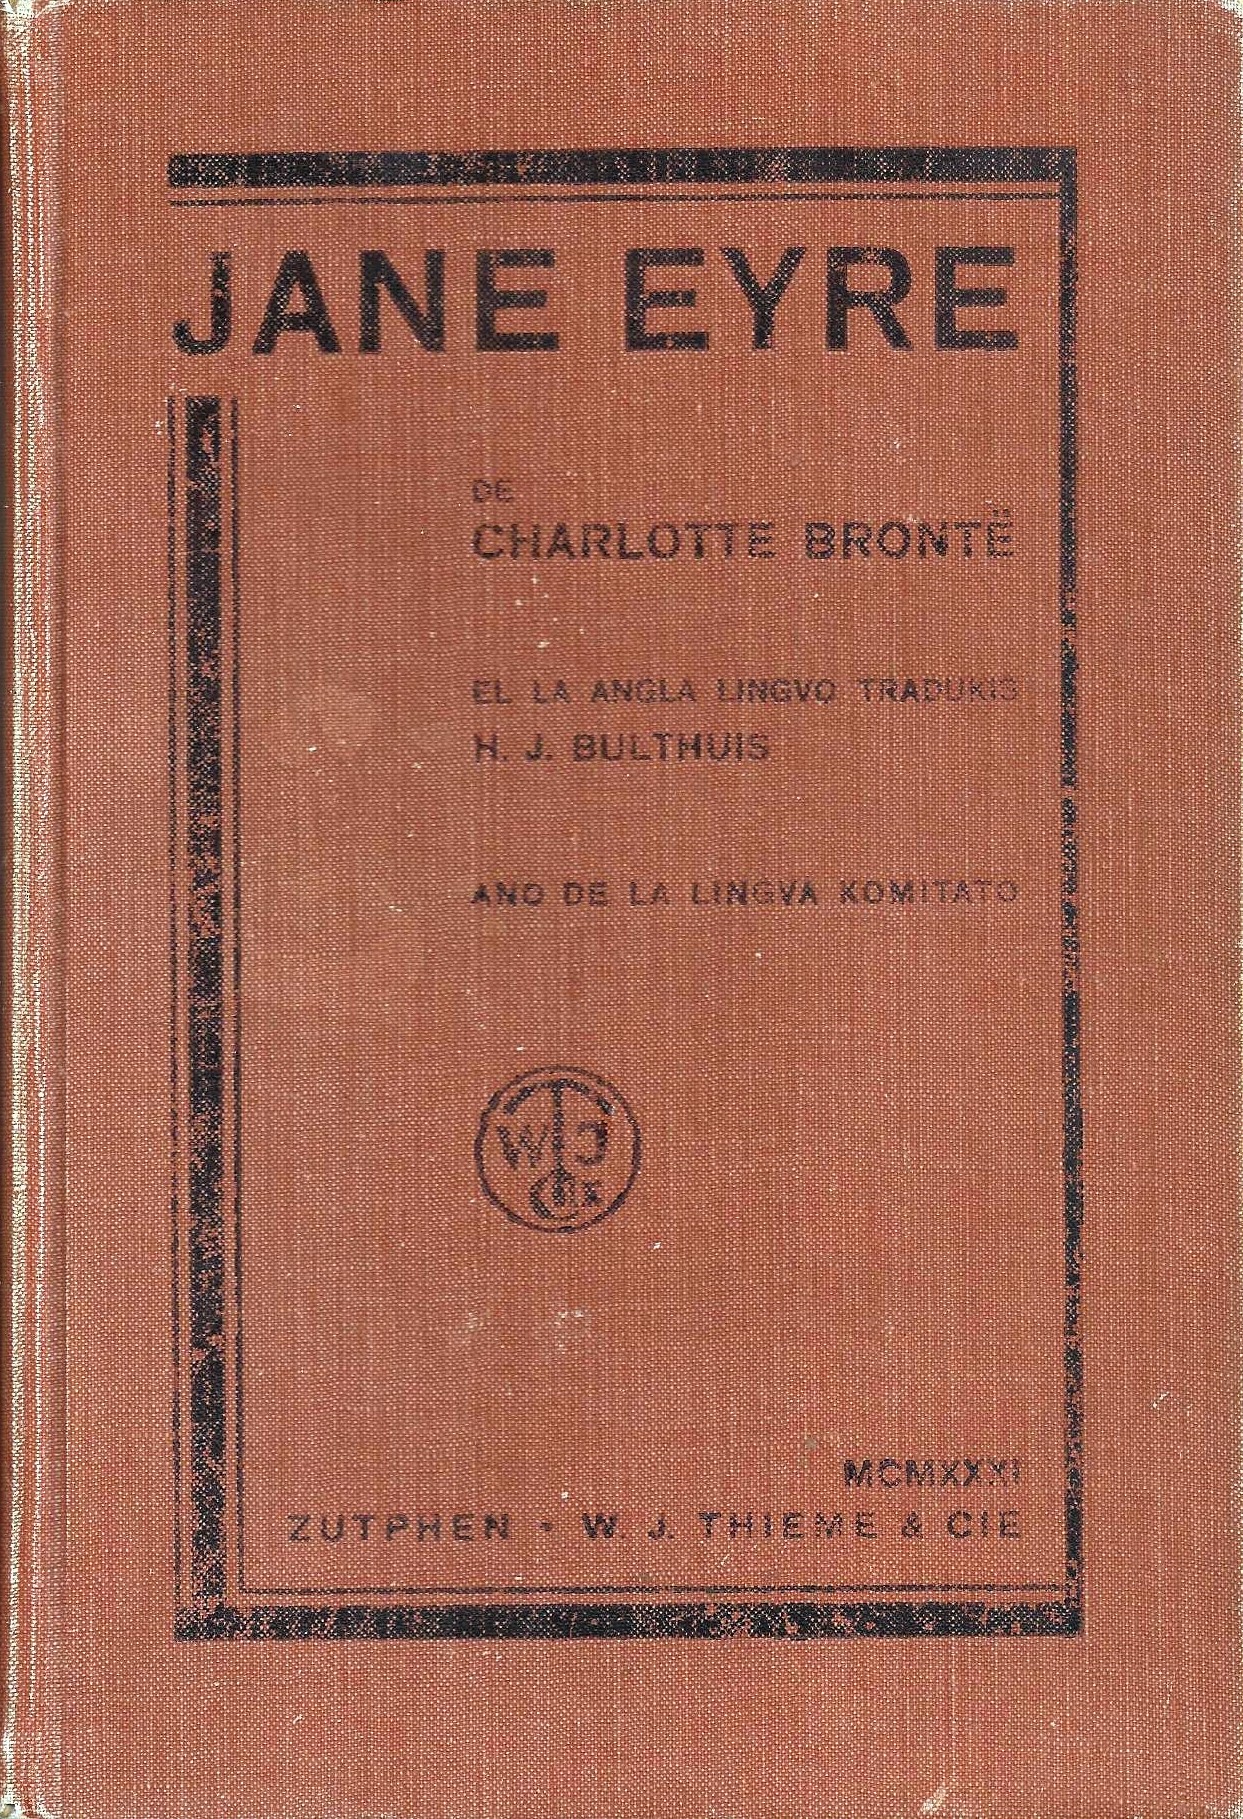 JANE EYRE
DE
CHARLOTTE BRONTË
EL LA ANGLA LINGVO TRADUKIS
H. J. BULTHUIS
ANO DE LA LINGVA KOMITATO
WTJ
MCMXXXI
ZUTPHEN - W. J. THIEME & CIE